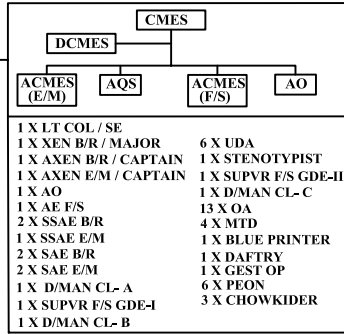 CMES
DCMES
ACMES
(E/M)
AQS
ACMES
(F/S)
AO
1 X LT COL / SE
1 X XEN B/R / MAJOR
1 X AXEN B/R / CAPTAIN
1 X AXEN E/M / CAPTAIN
1 X AO
1 X AE F/S
2 X SSAE B/R
1 X SSAE E/M
2 X SAE B/R
2 X SAE E/M
1 X D/MAN CL- A
1 X SUPVR F/S GDE-I
1 X D/MAN CL- B
6 X UDA
1 X STENOTYPIST
1 X SUPVR F/S GDE-II
1 X D/MAN CL- C
13 X OA
4 X MTD
1 X BLUE PRINTER
1 X DAFTRY
1 X GEST OP
6 X PEON
3 X CHOWKIDER